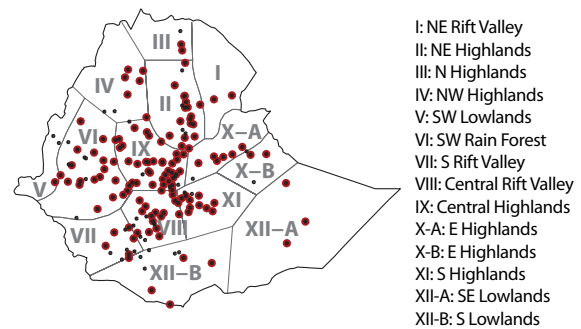 III
I
IV
II
X–A
VI
IX
X–B
V
XI
VII
VIII
XII–A
XII–B
I: NE Rift Valley
II: NE Highlands
III: N Highlands
IV: NW Highlands
V: SW Lowlands
VI: SW Rain Forest
VII: S Rift Valley
VIII: Central Rift Valley
IX: Central Highlands
X-A: E Highlands
X-B: E Highlands
XI: S Highlands
XII-A: SE Lowlands
XII-B: S Lowlands